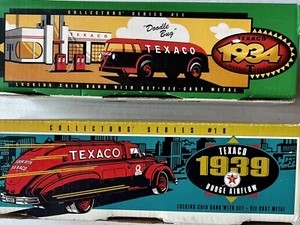 COLLECTORS' SERIES #11
"Doodle Bug"
TEXACO
TEXACO
1934
LOCKING COIN BANK WITH KEY-DIE-CAST METAL
COLLECTORS' SERIES #10
TEXACO
TEXACO
1939
DODGE AIRFLOW
LOCKING COIN BANK WITH KEY-DIE CAST METAL